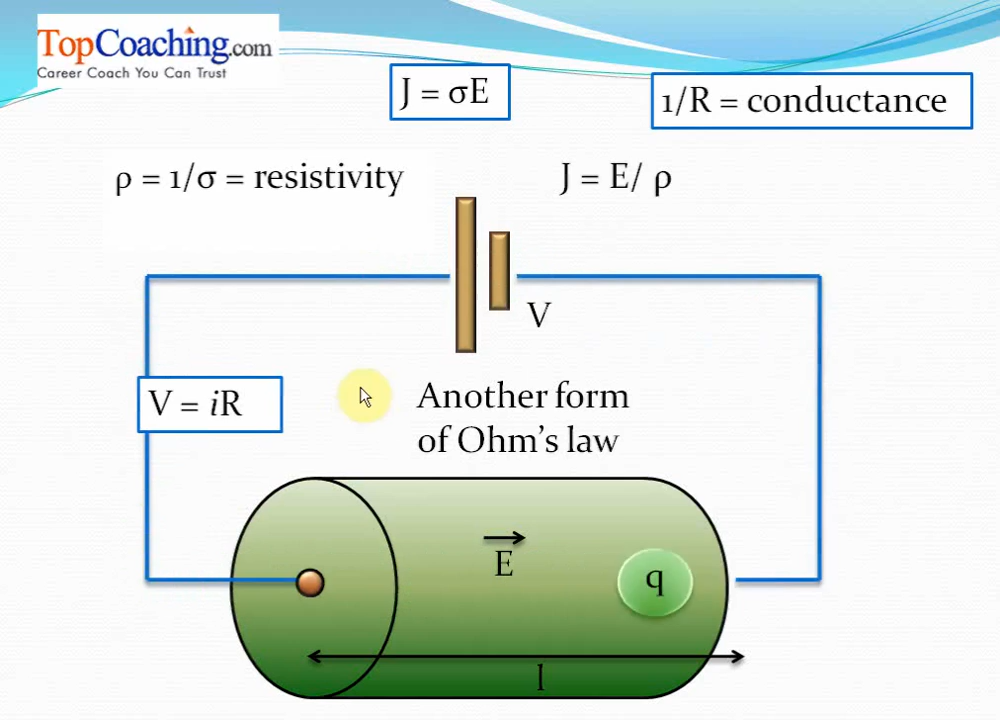 TopCoaching.com
Career Coach You Can Trust
J = σE
1/R = conductance
ρ = 1/σ = resistivity
J = E/ ρ
V
V = iR
Another form
of Ohm's law
E
q
l